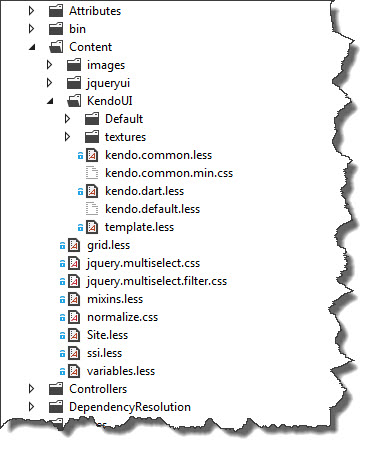 Attributes
bin
Content
images
jqueryui
KendoUI
Default
textures
kendo.common.less
kendo.common.min.css
kendo.dart.less
kendo.default.less
template.less
grid.less
jquery.multiselect.css
jquery.multiselect.filter.css
mixins.less
normalize.css
Site.less
ssi.less
variables.less
Controllers
DependencyResolution